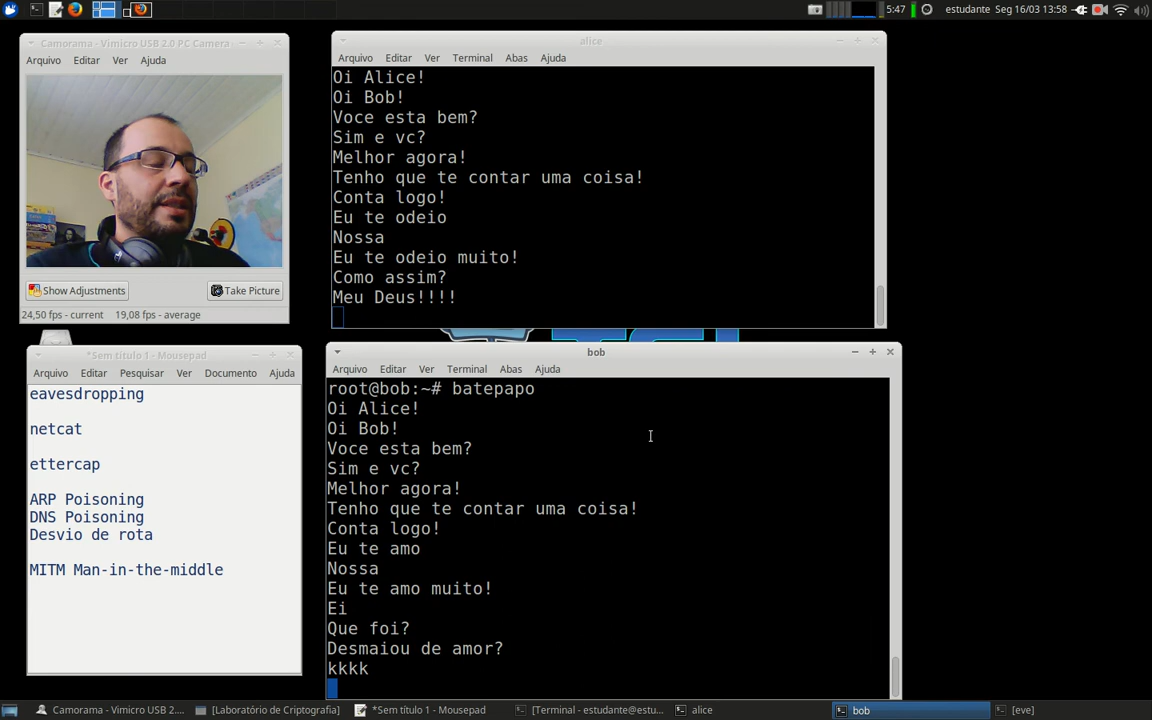 5:47
estudante Seg 16/03 13:58
Camorama - Vimicro USB 2.0 PC Camera
Arquivo Editar Ver Ajuda
Show Adjustments
Take Picture
24,50 fps - current 19,08 fps - average
alice
Arquivo Editar Ver Terminal Abas Ajuda
Oi Alice!
Oi Bob!
Voce esta bem?
Sim e vc?
Melhor agora!
Tenho que te contar uma coisa!
Conta logo!
Eu te odeio
Nossa
Eu te odeio muito!
Como assim?
Meu Deus!!!!
*Sem título 1 - Mousepad
Arquivo Editar Pesquisar Ver Documento Ajuda
eavesdropping
netcat
ettercap
ARP Poisoning
DNS Poisoning
Desvio de rota
MITM Man-in-the-middle
bob
Arquivo Editar Ver Terminal Abas Ajuda
root@bob:~# batepapo
Oi Alice!
Oi Bob!
Voce esta bem?
Sim e vc?
Melhor agora!
Tenho que te contar uma coisa!
Conta logo!
Eu te amo
Nossa
Eu te amo muito!
Ei
Que foi?
Desmaiou de amor?
kkkk
Camorama - Vimicro USB 2....
[Laboratório de Criptografia]
*Sem título 1 - Mousepad
[Terminal - estudante@estu...
alice
bob
[eve]